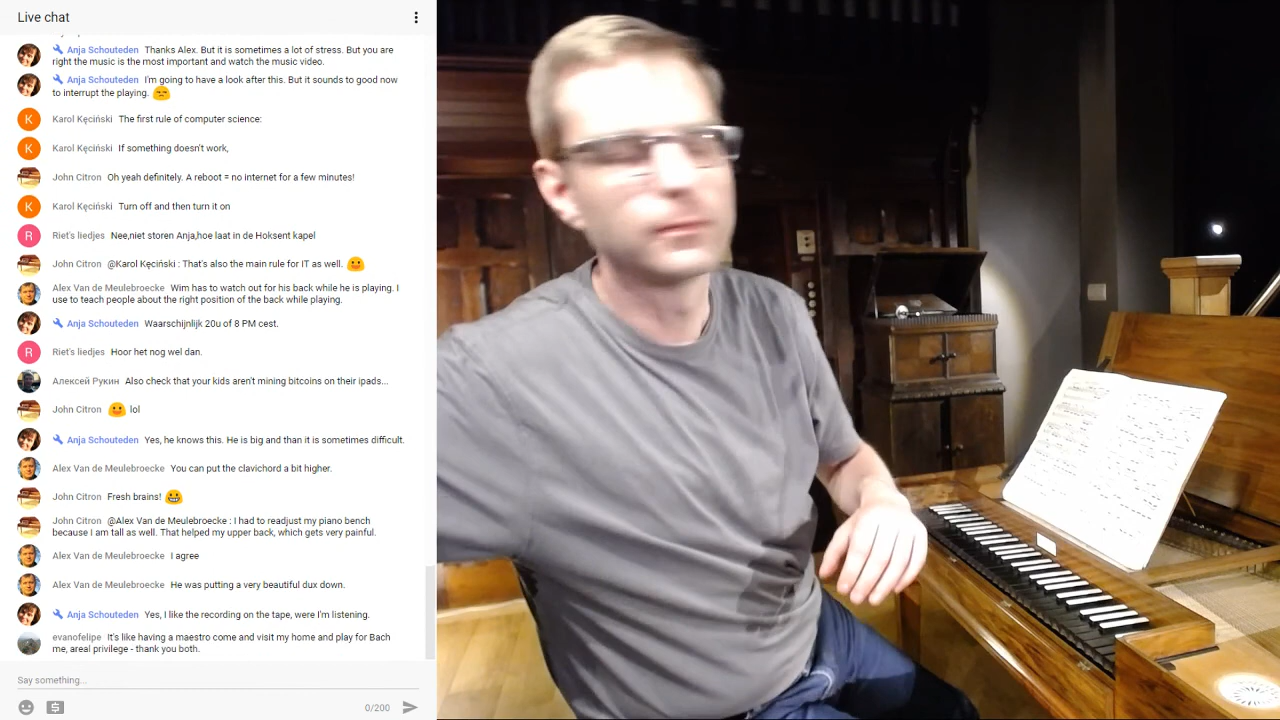 Live chat
Anja Schouteden Thanks Alex. But it is sometimes a lot of stress. But you are
right the music is the most important and watch the music video.
Anja Schouteden I'm going to have a look after this. But it sounds to good now
to interrupt the playing.
Karol Kęciński The first rule of computer science:
Karol Kęciński If something doesn't work,
John Citron Oh yeah definitely. A reboot = no internet for a few minutes!
Karol Kęciński Turn off and then turn it on
Riet's liedjes Nee,niet storen Anja,hoe laat in de Hoksent kapel
John Citron @Karol Kęciński : That's also the main rule for IT as well.
Alex Van de Meulebroecke Wim has to watch out for his back while he is playing. I
use to teach people about the right position of the back while playing.
Anja Schouteden Waarschijnlijk 20u of 8 PM cest.
Riet's liedjes Hoor het nog wel dan.
Алексей Рукин Also check that your kids aren't mining bitcoins on their ipads...
John Citron lol
Anja Schouteden Yes, he knows this. He is big and than it is sometimes difficult.
Alex Van de Meulebroecke You can put the clavichord a bit higher.
John Citron Fresh brains!
John Citron @Alex Van de Meulebroecke : I had to readjust my piano bench
because I am tall as well. That helped my upper back, which gets very painful.
Alex Van de Meulebroecke I agree
Alex Van de Meulebroecke He was putting a very beautiful dux down.
Anja Schouteden Yes, I like the recording on the tape, were I'm listening.
evanofelipe It's like having a maestro come and visit my home and play for Bach
me, areal privilege - thank you both.
Say something...
0/200